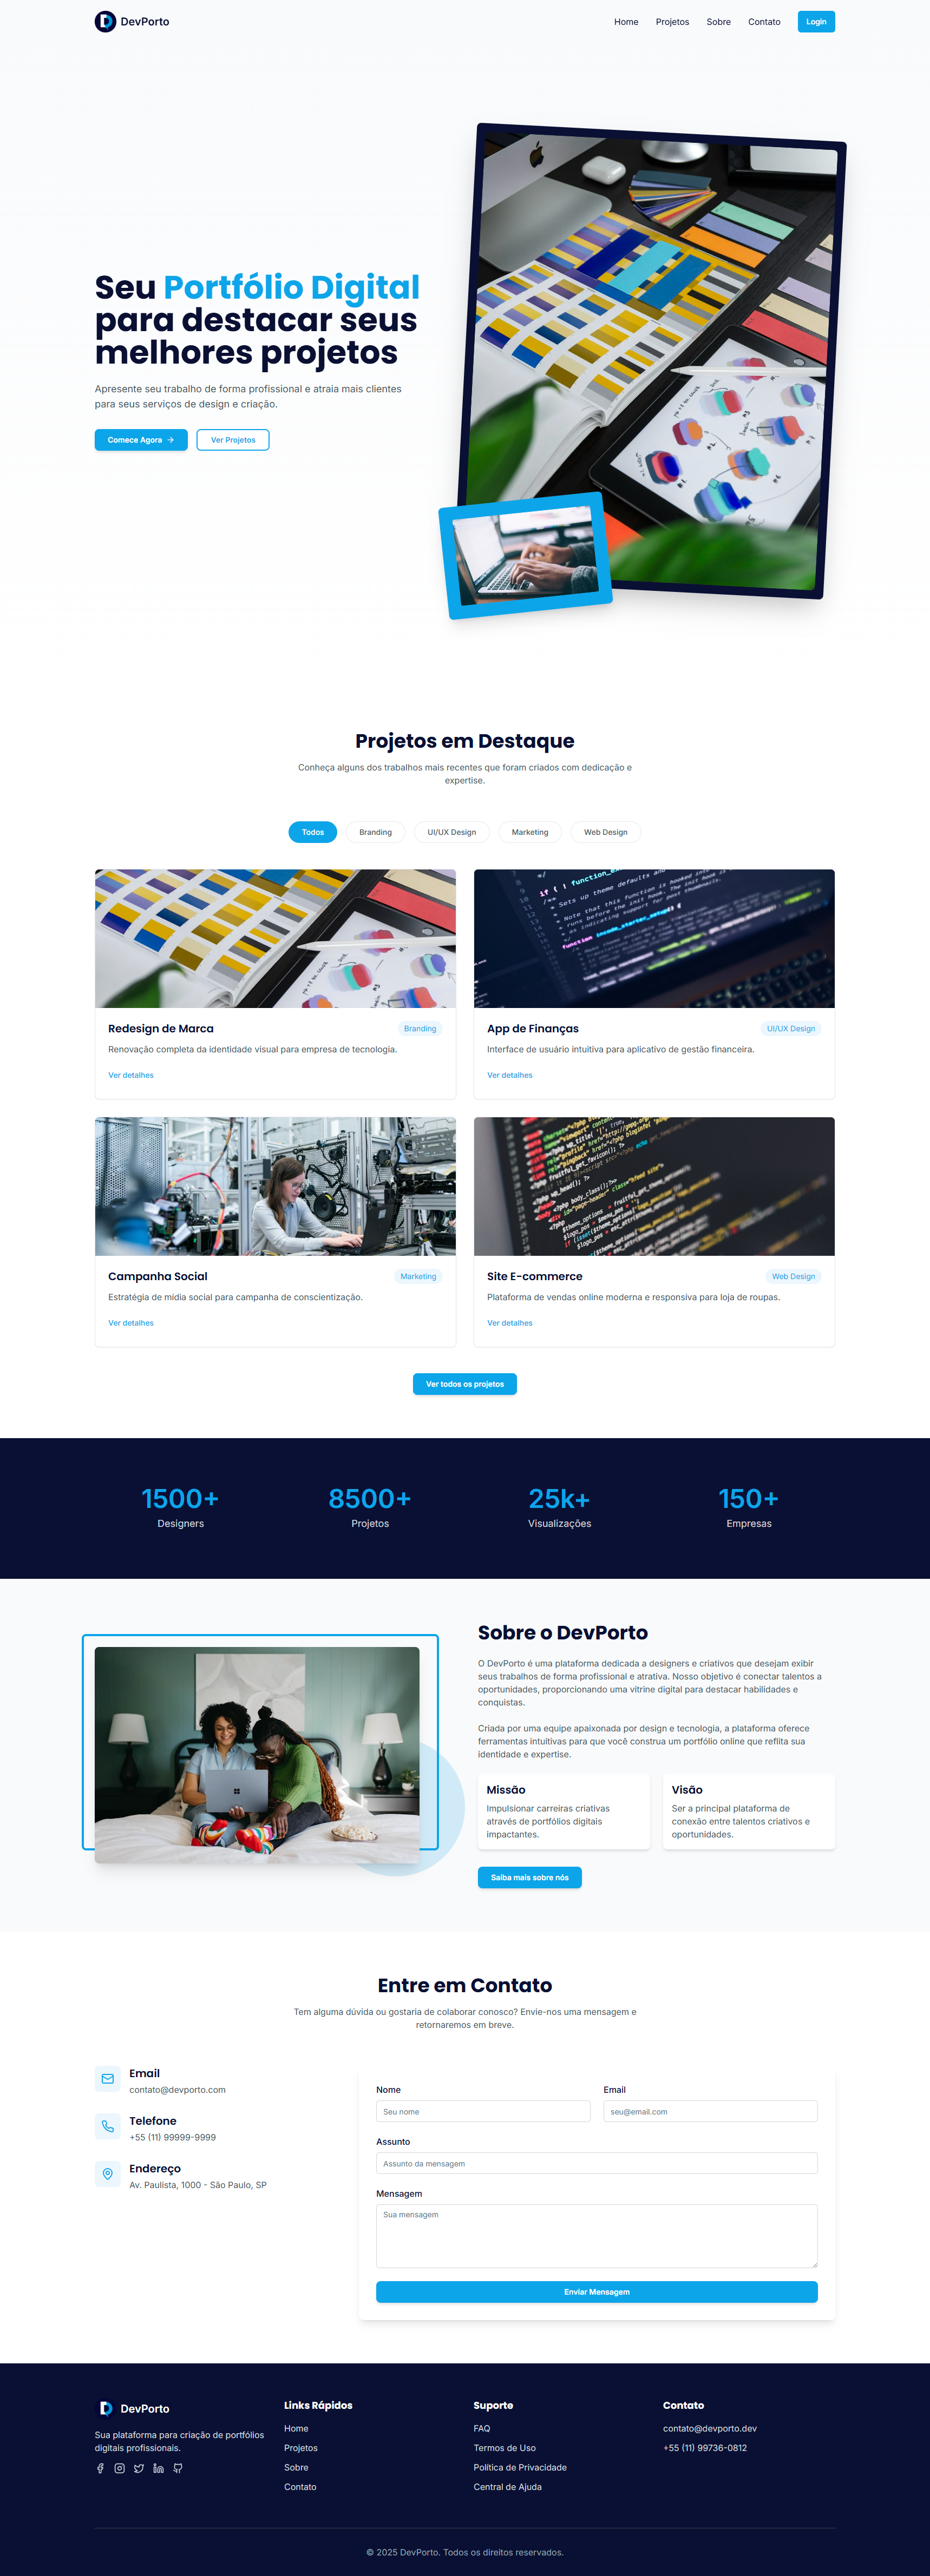 DevPorto
Home
Projetos
Sobre
Contato
Login
Seu Portfólio Digital
para destacar seus
melhores projetos
Apresente seu trabalho de forma profissional e atraia mais clientes
para seus serviços de design e criação.
Comece Agora
Ver Projetos
Projetos em Destaque
Conheça alguns dos trabalhos mais recentes que foram criados com dedicação e
expertise.
Todos
Branding
UI/UX Design
Marketing
Web Design
Redesign de Marca
Branding
Renovação completa da identidade visual para empresa de tecnologia.
Ver detalhes
App de Finanças
UI/UX Design
Interface de usuário intuitiva para aplicativo de gestão financeira.
Ver detalhes
Campanha Social
Marketing
Estratégia de mídia social para campanha de conscientização.
Ver detalhes
Site E-commerce
Web Design
Plataforma de vendas online moderna e responsiva para loja de roupas.
Ver detalhes
Ver todos os projetos
1500+
Designers
8500+
Projetos
25k+
Visualizações
150+
Empresas
Sobre o DevPorto
O DevPorto é uma plataforma dedicada a designers e criativos que desejam exibir
seus trabalhos de forma profissional e atrativa. Nosso objetivo é conectar talentos a
oportunidades, proporcionando uma vitrine digital para destacar habilidades e
conquistas.
Criada por uma equipe apaixonada por design e tecnologia, a plataforma oferece
ferramentas intuitivas para que você construa um portfólio online que reflita sua
identidade e expertise.
Missão
Impulsionar carreiras criativas
através de portfólios digitais
impactantes.
Visão
Ser a principal plataforma de
conexão entre talentos criativos e
oportunidades.
Saiba mais sobre nós
Entre em Contato
Tem alguma dúvida ou gostaria de colaborar conosco? Envie-nos uma mensagem e
retornaremos em breve.
Email
contato@devporto.com
Telefone
+55 (11) 99999-9999
Endereço
Av. Paulista, 1000 - São Paulo, SP
Nome
Seu nome
Email
seu@email.com
Assunto
Assunto da mensagem
Mensagem
Sua mensagem
Enviar Mensagem
DevPorto
Sua plataforma para criação de portfólios
digitais profissionais.
Links Rápidos
Home
Projetos
Sobre
Contato
Suporte
FAQ
Termos de Uso
Política de Privacidade
Central de Ajuda
Contato
contato@devporto.dev
+55 (11) 99736-0812
© 2025 DevPorto. Todos os direitos reservados.